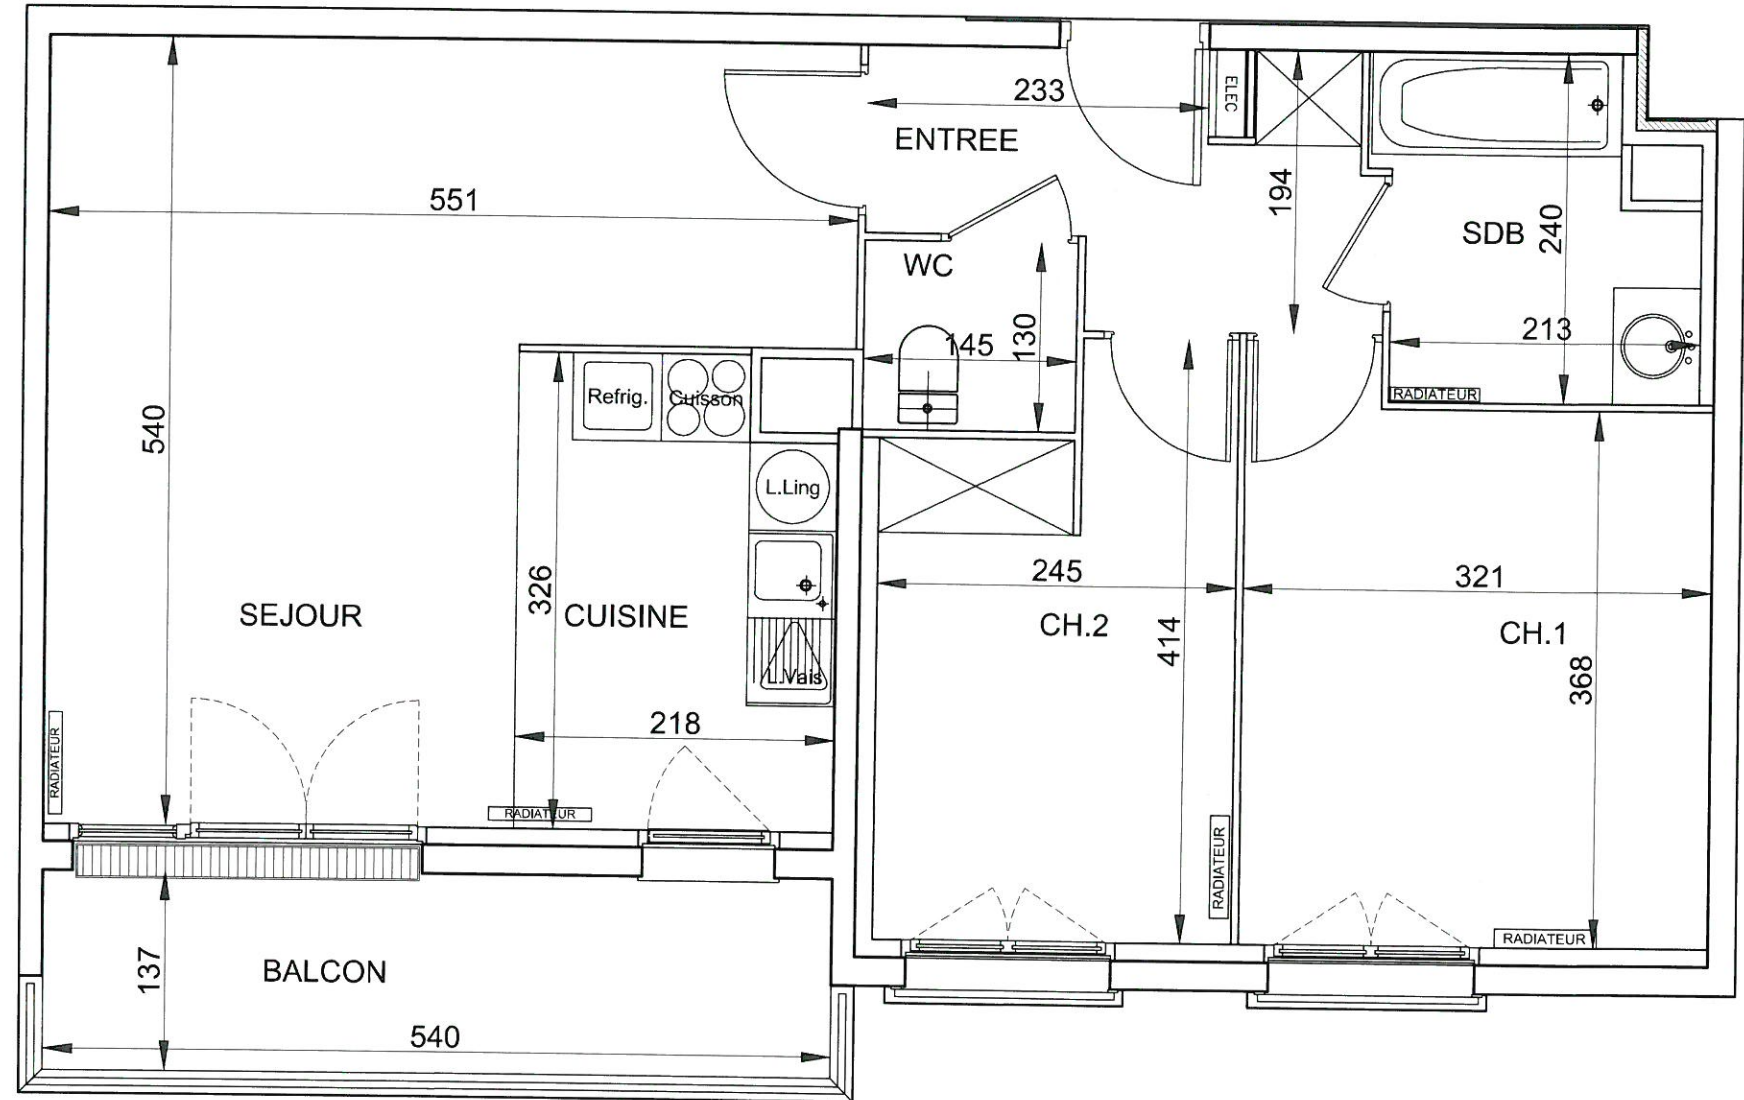 233
ELEC
ENTREE
551
194
SDB
240
WC
145
130
213
RADIATEUR
Refrig.
Cuisson
540
L.Ling
326
245
321
SEJOUR
CUISINE
CH.2
CH.1
414
368
L.Vais
218
RADIATEUR
RADIATEUR
RADIATEUR
RADIATEUR
137
BALCON
540